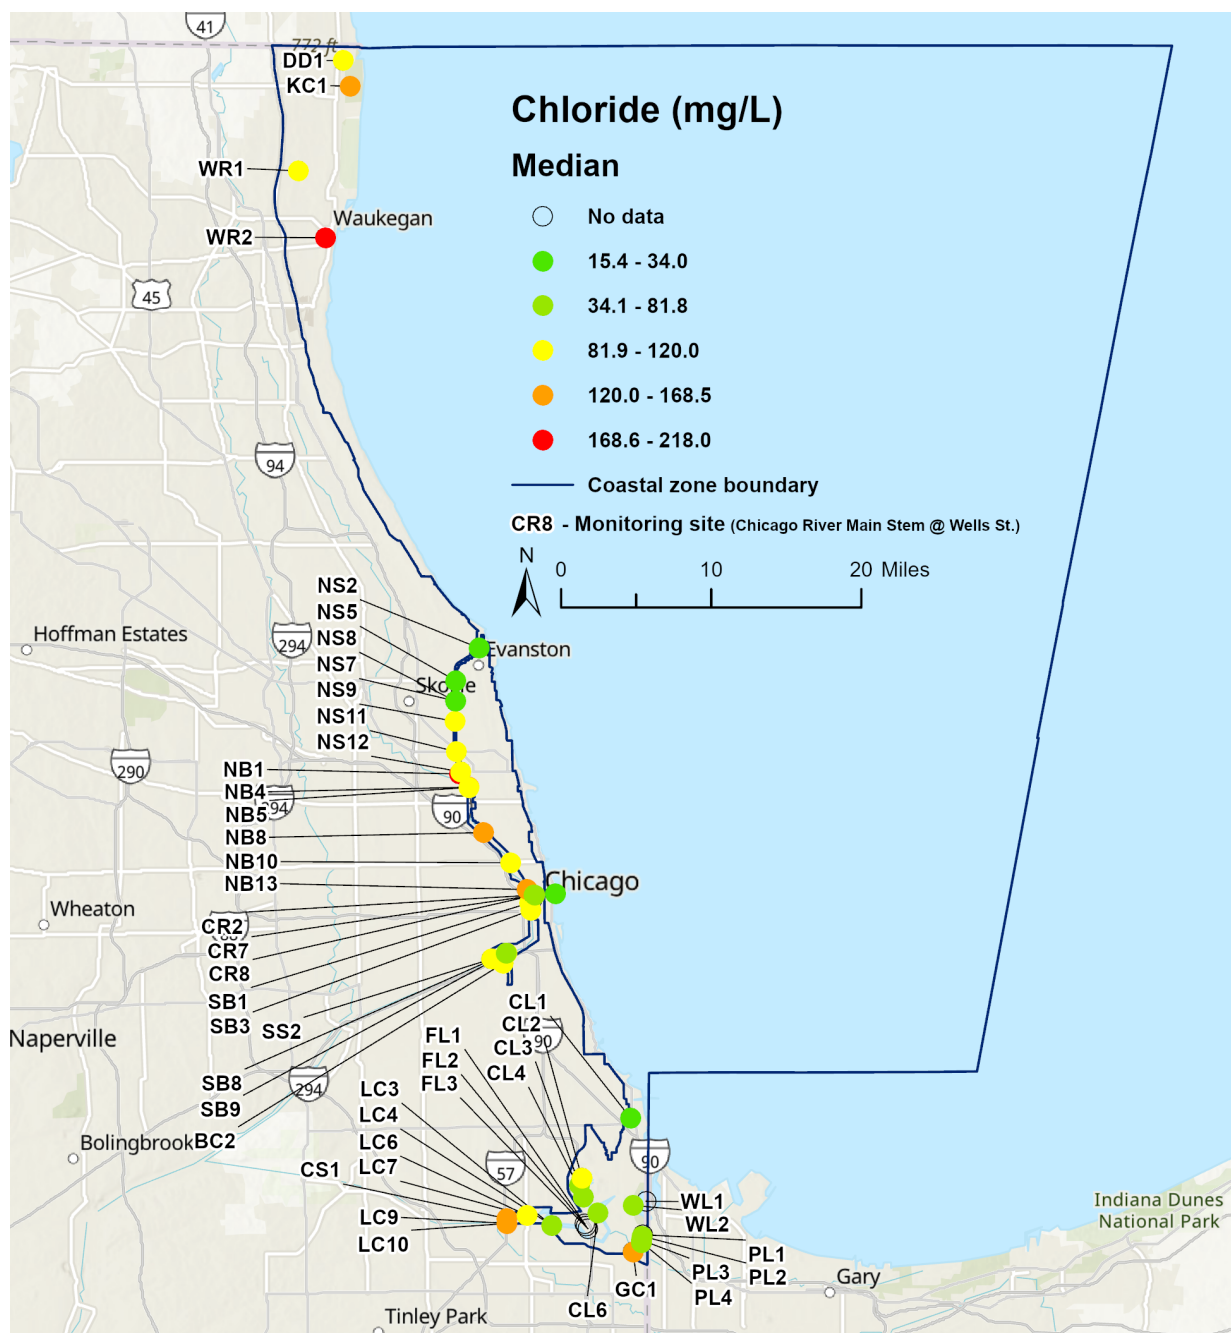 41
772 ft
DD1
KC1
Chloride (mg/L)
Median
WR1
No data
Waukegan
WR2
15.4 - 34.0
45
34.1 - 81.8
81.9 - 120.0
120.0 - 168.5
168.6 - 218.0
94
Coastal zone boundary
CR8 - Monitoring site (Chicago River Main Stem @ Wells St.)
N
0 10 20 Miles
NS2
NS5
Hoffman Estates
294
NS8
Evanston
NS7
Skokie
NS9
NS11
NS12
290
NB1
NB4
294
NB5
90
NB8
NB10
NB13
Chicago
Wheaton
CR2
CR7
CR8
SB1
SB3
SS2
CL1
CL2
90
Naperville
FL1
CL3
FL2
CL4
FL3
SB8
294
LC3
SB9
LC4
Bolingbrook
BC2
LC6
LC7
CS1
57
90
WL1
WL2
Indiana Dunes
National Park
LC9
LC10
PL1
PL2
PL3
PL4
GC1
Gary
CL6
Tinley Park